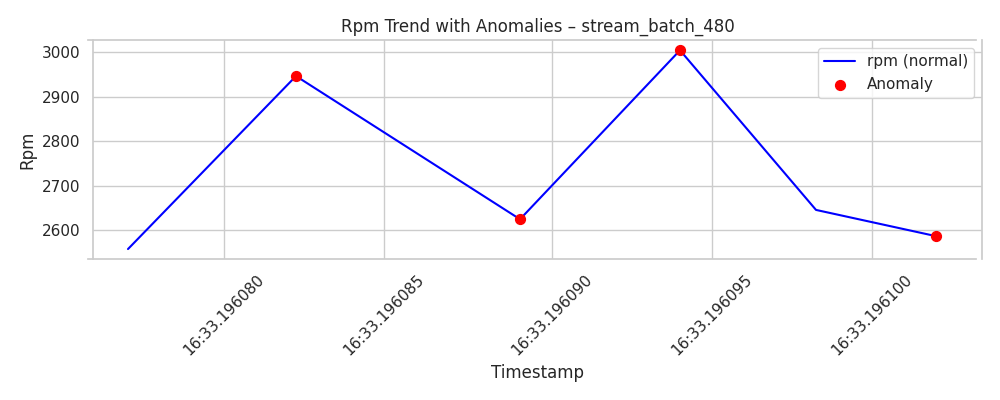 Rpm Trend with Anomalies – stream_batch_480
3000
2900
2800
2700
2600
Rpm
rpm (normal)
Anomaly
16:33.196080
16:33.196085
16:33.196090
16:33.196095
16:33.196100
Timestamp